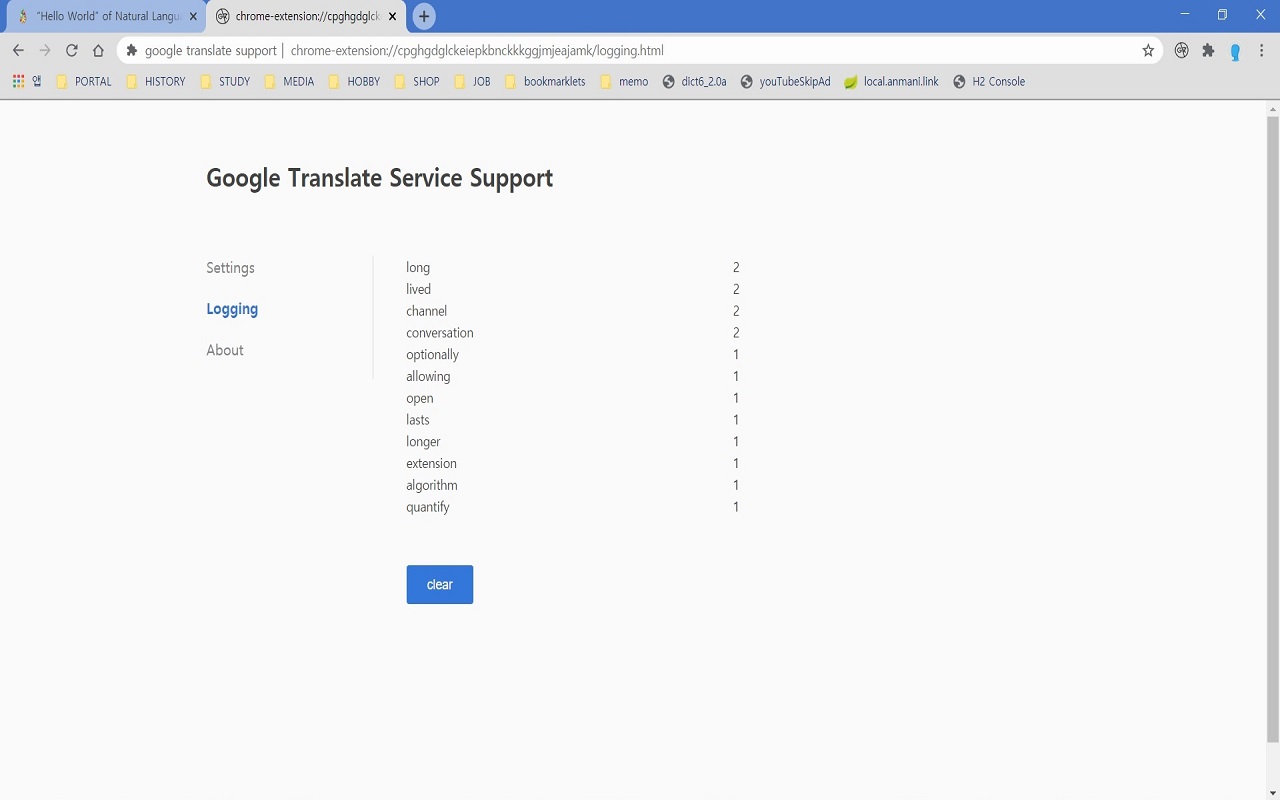 "Hello World" of Natural Langu
chrome-extension://cpghgdglck
google translate support | chrome-extension://cpghgdglckeiepkbnckkkggjmjeajamk/logging.html
앱 PORTAL HISTORY STUDY MEDIA HOBBY SHOP JOB bookmarklets memo dict6_2.0a youTubeSkipAd local.anmani.link H2 Console
Google Translate Service Support
Settings
Logging
About
long 2
lived 2
channel 2
conversation 2
optionally 1
allowing 1
open 1
lasts 1
longer 1
extension 1
algorithm 1
quantify 1
clear